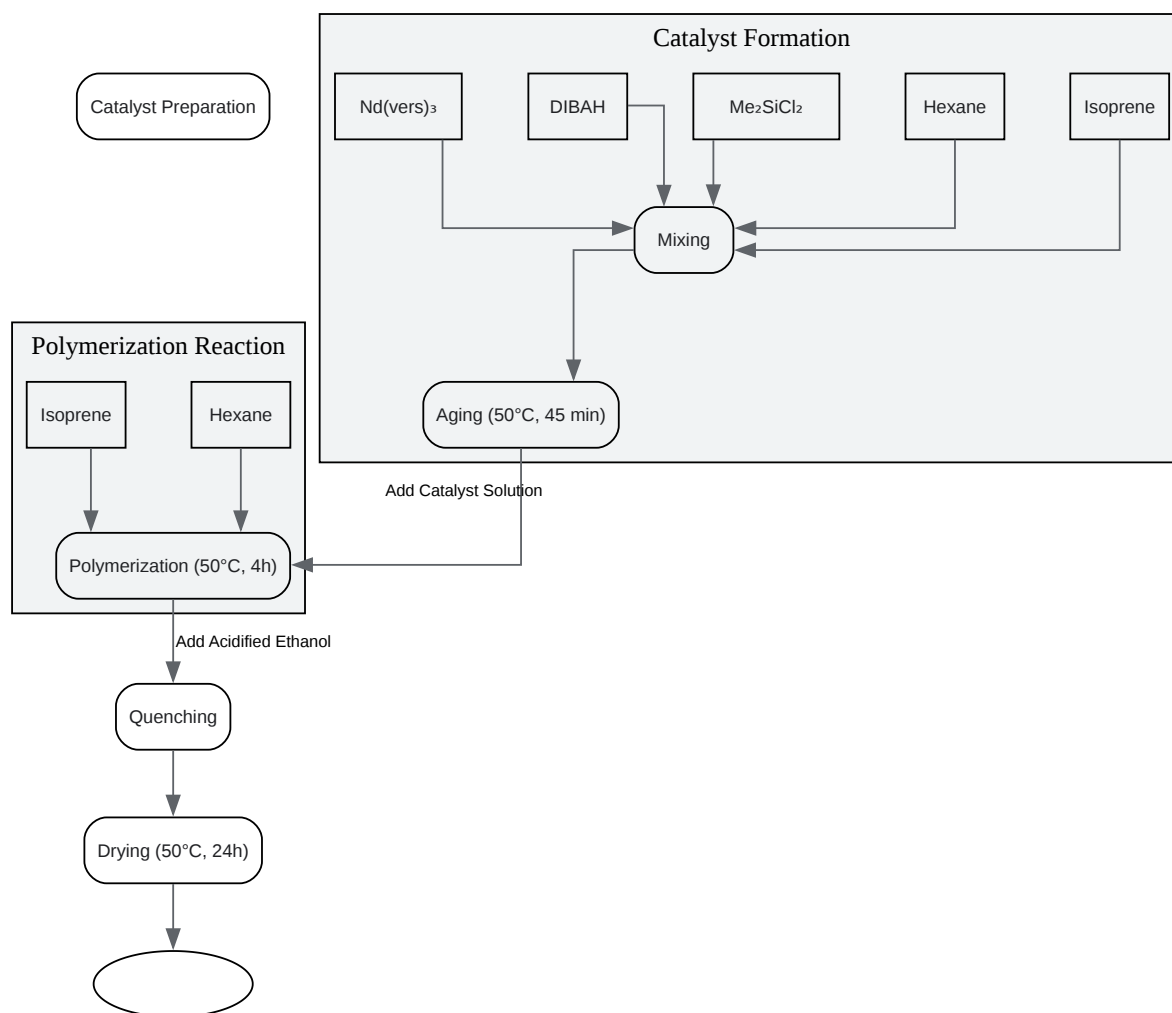 Catalyst Formation
Catalyst Preparation
Nd(vers)₃
DIBAH
Me₂SiCl₂
Hexane
Isoprene
Mixing
Polymerization Reaction
Isoprene
Hexane
Aging (50°C, 45 min)
Add Catalyst Solution
Polymerization (50°C, 4h)
Add Acidified Ethanol
Quenching
Drying (50°C, 24h)